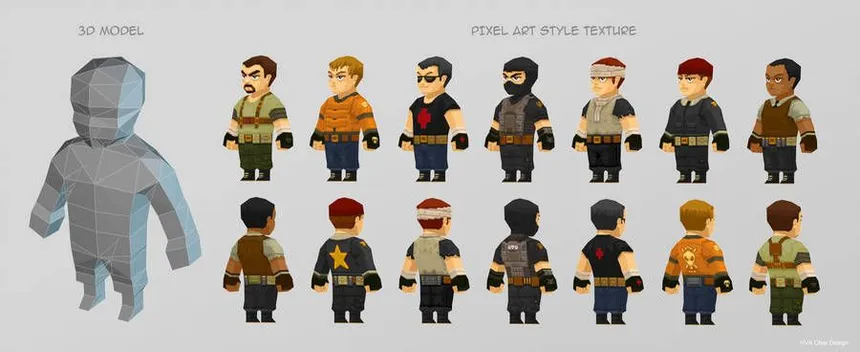 3D MODEL
PIXEL ART STYLE TEXTURE